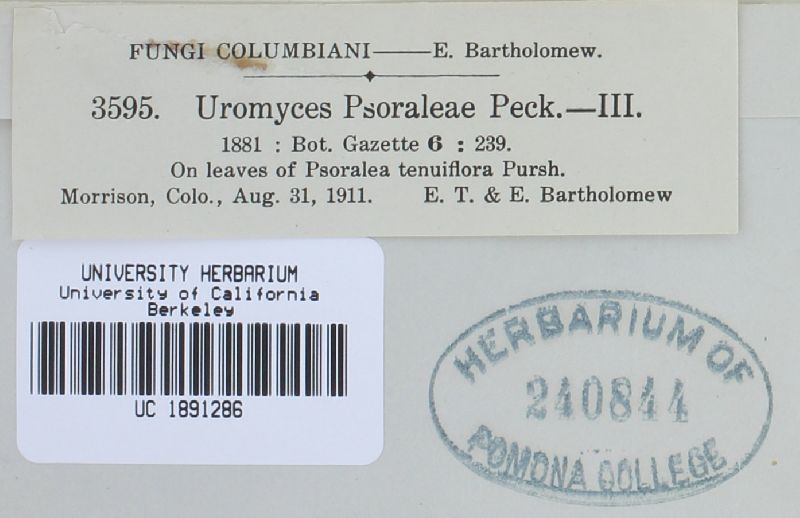 FUNGI COLUMBIANI——E. Bartholomew.
3595. Uromyces Psoraleae Peck.—III.
1881 : Bot. Gazette 6 : 239.
On leaves of Psoralea tenuiflora Pursh.
Morrison, Colo., Aug. 31, 1911. E. T. & E. Bartholomew
UNIVERSITY HERBARIUM
University of California
Berkeley
UC 1891286
HERBARIUM OF
240844
POMONA COLLEGE